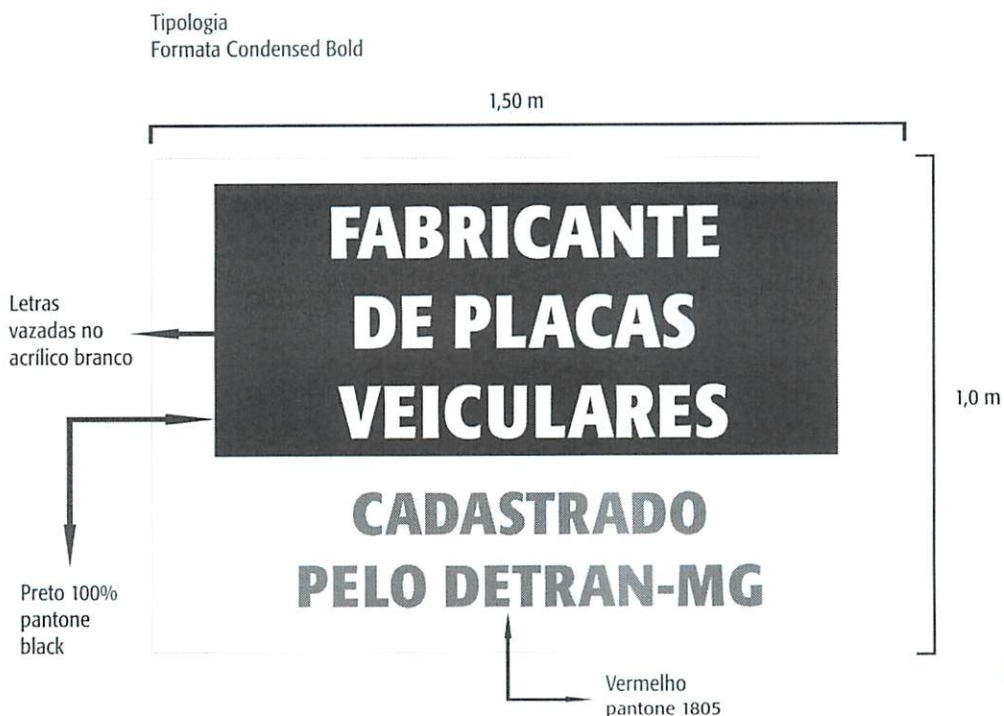 Tipologia
Formata Condensed Bold
1,50 m
FABRICANTE
DE PLACAS
VEICULARES
Letras
vazadas no
acrílico branco
1,0 m
CADASTRADO
PELO DETRAN-MG
Preto 100%
pantone
black
Vermelho
pantone 1805